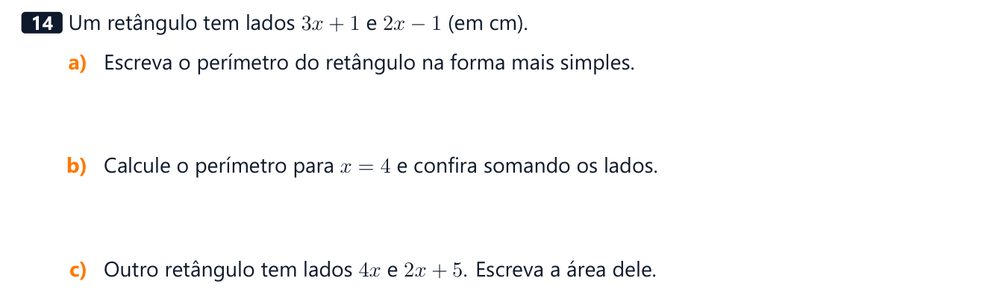 14 Um retângulo tem lados 3x + 1 e 2x − 1 (em cm).
a) Escreva o perímetro do retângulo na forma mais simples.
b) Calcule o perímetro para x = 4 e confira somando os lados.
c) Outro retângulo tem lados 4x e 2x + 5. Escreva a área dele.